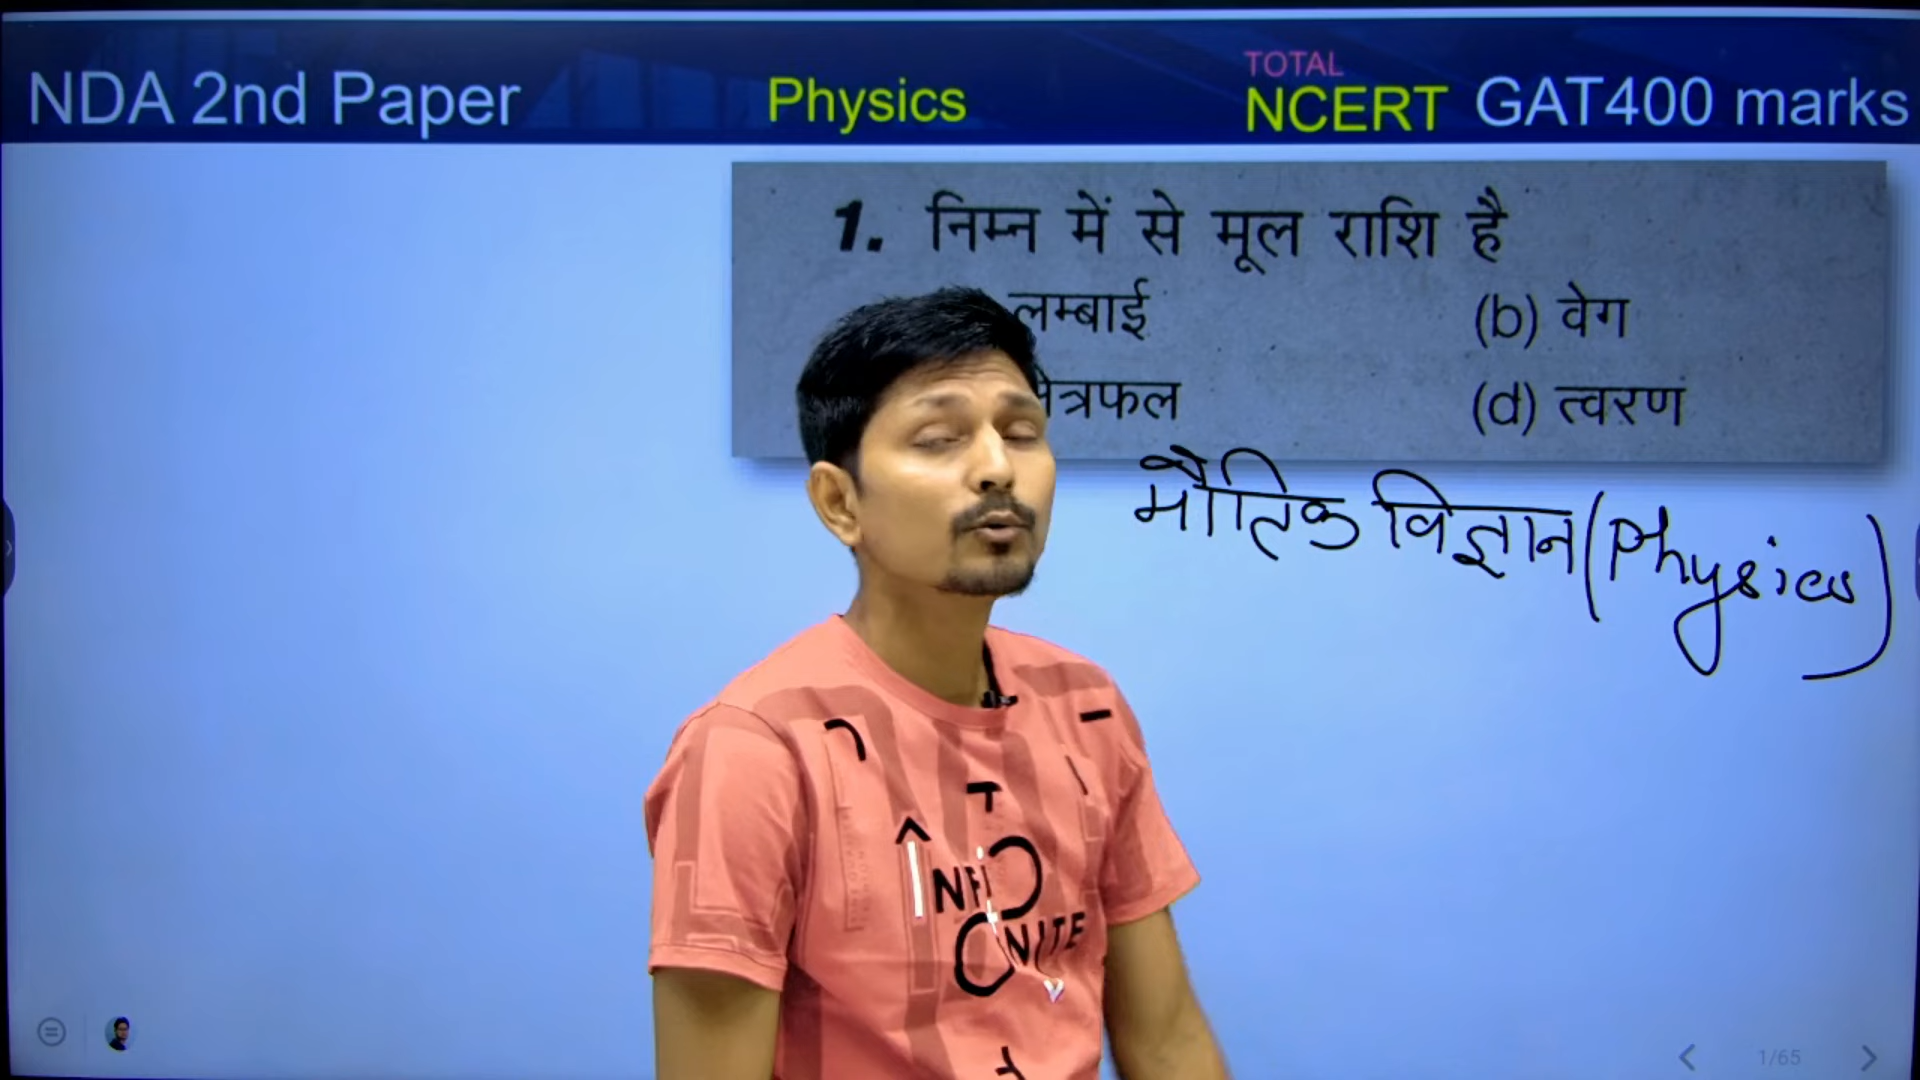 NDA 2nd Paper
Physics
TOTAL
NCERT GAT400 marks
1. निम्न में से मूल राशि है
लम्बाई (b) वेग
(d) त्वरण
भौतिक विज्ञान (Physics)
1/65